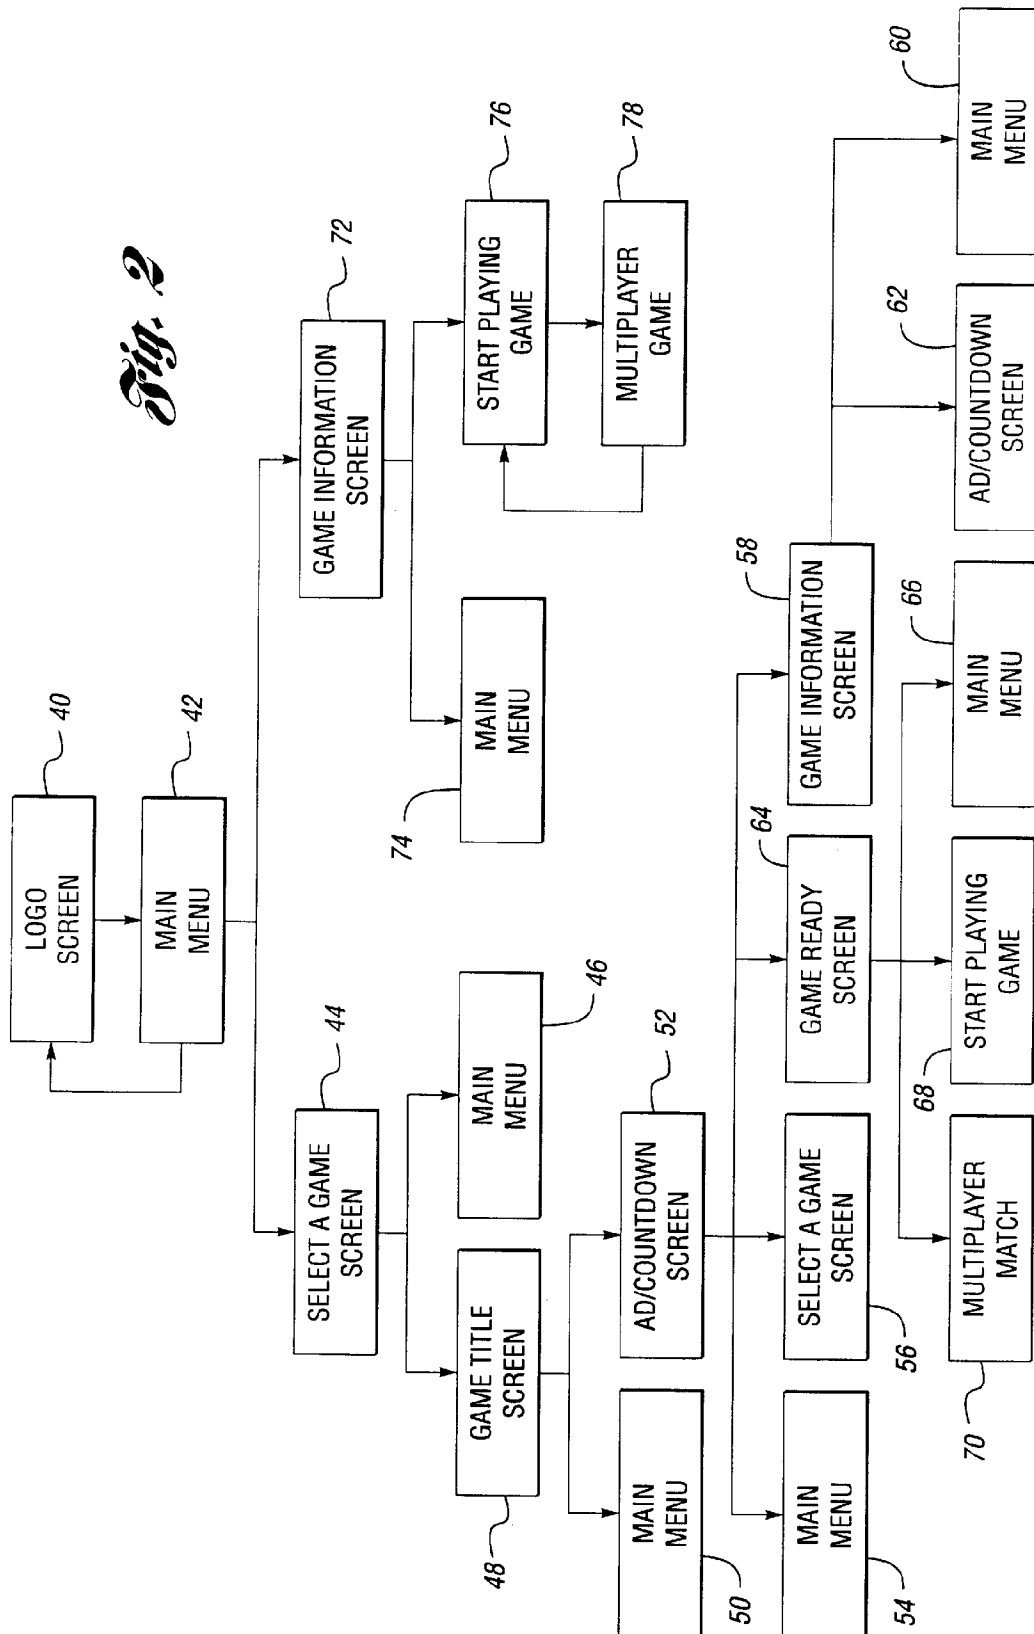 Fig. 2
LOGO
SCREEN
40
MAIN
MENU
42
SELECT A GAME
SCREEN
44
GAME INFORMATION
SCREEN
72
GAME TITLE
SCREEN
48
MAIN
MENU
46
MAIN
MENU
74
START PLAYING
GAME
76
MAIN
MENU
50
AD/COUNTDOWN
SCREEN
52
MULTIPLAYER
GAME
78
MAIN
MENU
54
SELECT A GAME
SCREEN
56
GAME READY
SCREEN
64
GAME INFORMATION
SCREEN
58
MULTIPLAYER
MATCH
70
START PLAYING
GAME
68
MAIN
MENU
66
AD/COUNTDOWN
SCREEN
62
MAIN
MENU
60